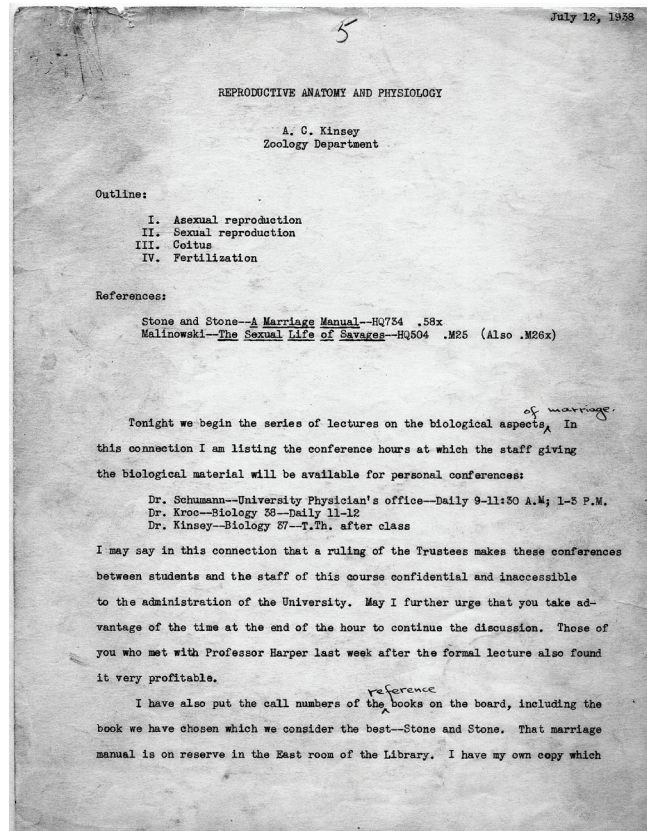 July 12, 1938
5
REPRODUCTIVE ANATOMY AND PHYSIOLOGY
A. C. Kinsey
Zoology Department
Outline:
I. Asexual reproduction
II. Sexual reproduction
III. Coitus
IV. Fertilization
References:
Stone and Stone--A Marriage Manual--HQ734 .58x
Malinowski--The Sexual Life of Savages--HQ504 .M25 (Also .M26x)
of marriage.
Tonight we begin the series of lectures on the biological aspects‸ In
this connection I am listing the conference hours at which the staff giving
the biological material will be available for personal conferences:
Dr. Schumann--University Physician's office--Daily 9-11:30 A.M; 1-3 P.M.
Dr. Kroc--Biology 38--Daily 11-12
Dr. Kinsey--Biology 37--T.Th. after class
I may say in this connection that a ruling of the Trustees makes these conferences
between students and the staff of this course confidential and inaccessible
to the administration of the University. May I further urge that you take ad-
vantage of the time at the end of the hour to continue the discussion. Those of
you who met with Professor Harper last week after the formal lecture also found
it very profitable.
reference
I have also put the call numbers of the‸ books on the board, including the
book we have chosen which we consider the best--Stone and Stone. That marriage
manual is on reserve in the East room of the Library. I have my own copy which